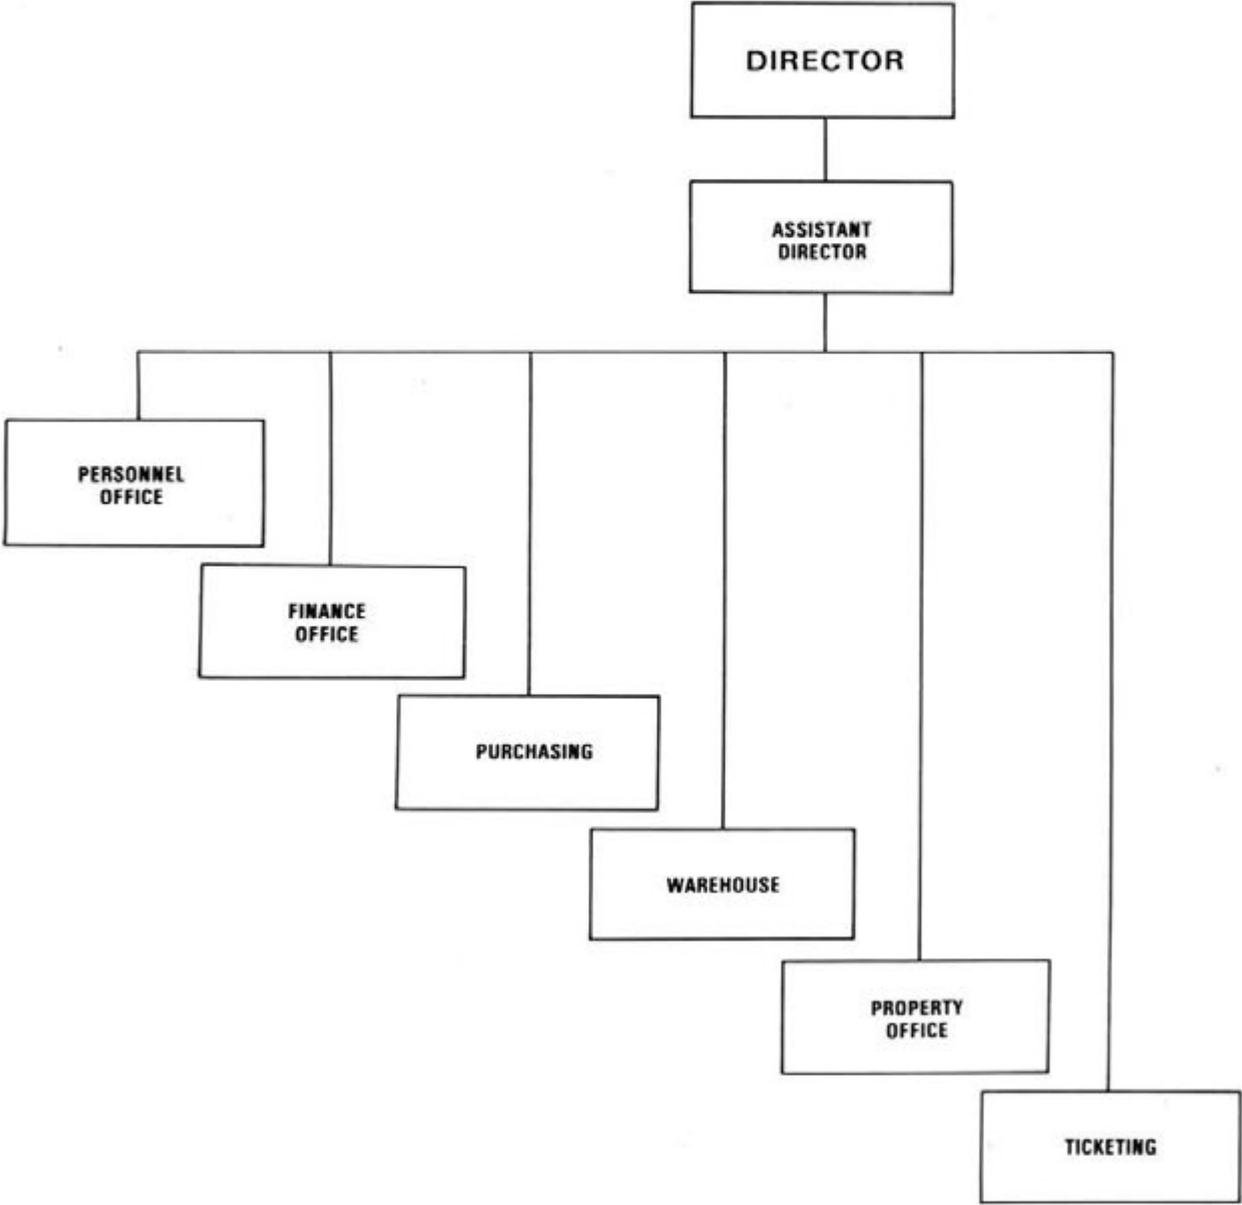 DIRECTOR
ASSISTANT
DIRECTOR
PERSONNEL
OFFICE
FINANCE
OFFICE
PURCHASING
WAREHOUSE
PROPERTY
OFFICE
TICKETING